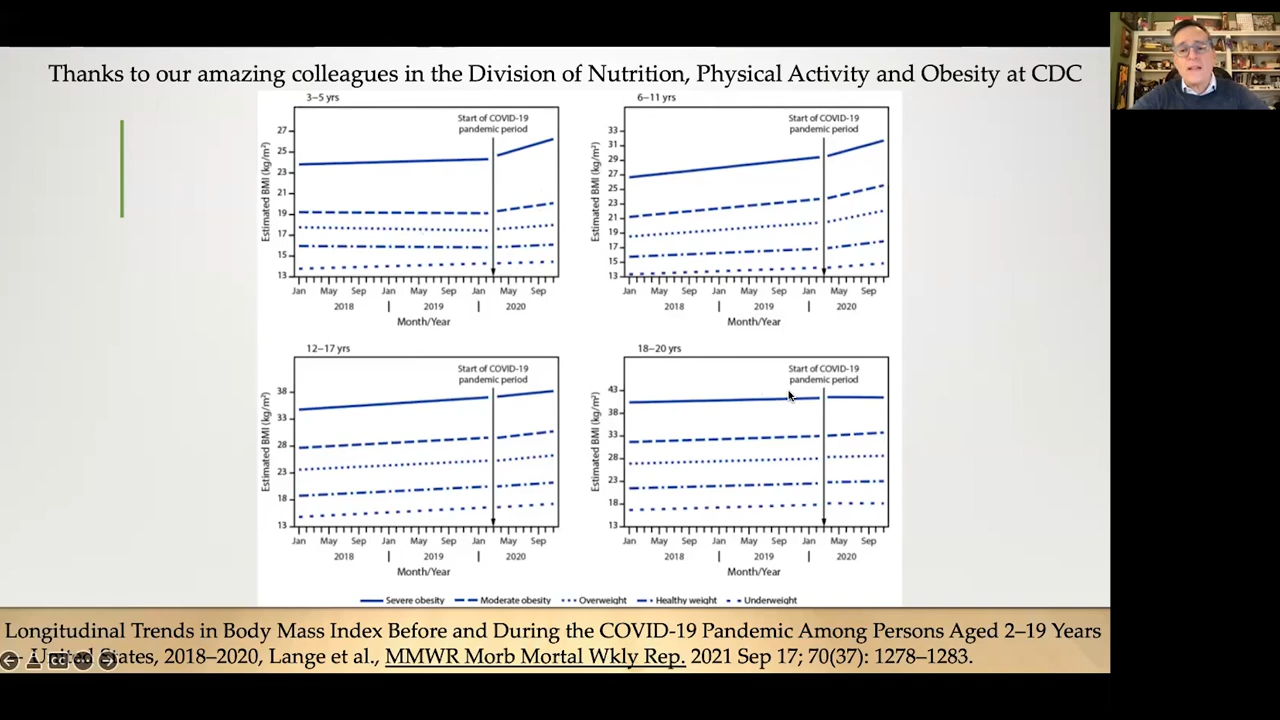 Thanks to our amazing colleagues in the Division of Nutrition, Physical Activity and Obesity at CDC
3–5 yrs
Start of COVID-19
pandemic period
Estimated BMI (kg/m²)
27
25
23
21
19
17
15
13
Jan May Sep Jan May Sep Jan May Sep
2018 | 2019 | 2020
Month/Year
6–11 yrs
Start of COVID-19
pandemic period
Estimated BMI (kg/m²)
33
31
29
27
25
23
21
19
17
15
13
Jan May Sep Jan May Sep Jan May Sep
2018 | 2019 | 2020
Month/Year
12–17 yrs
Start of COVID-19
pandemic period
Estimated BMI (kg/m²)
38
33
28
23
18
13
Jan May Sep Jan May Sep Jan May Sep
2018 | 2019 | 2020
Month/Year
18–20 yrs
Start of COVID-19
pandemic period
Estimated BMI (kg/m²)
43
38
33
28
23
18
13
Jan May Sep Jan May Sep Jan May Sep
2018 | 2019 | 2020
Month/Year
Severe obesity Moderate obesity Overweight Healthy weight Underweight
Longitudinal Trends in Body Mass Index Before and During the COVID-19 Pandemic Among Persons Aged 2–19 Years
— United States, 2018–2020, Lange et al., MMWR Morb Mortal Wkly Rep. 2021 Sep 17; 70(37): 1278–1283.